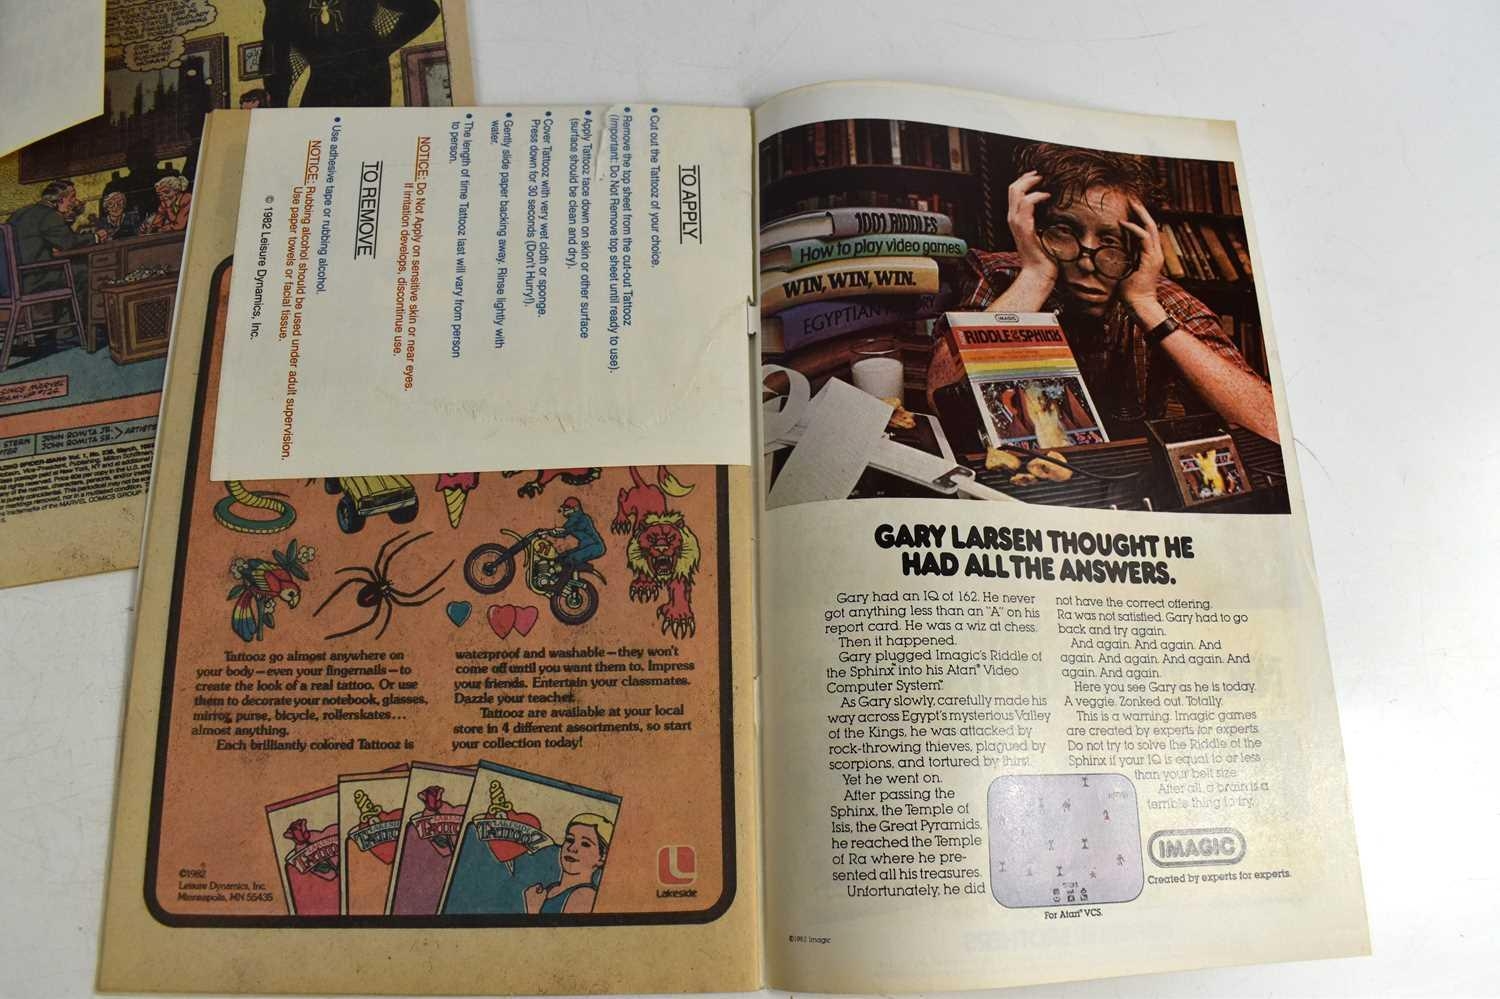 SINCE MARVEL
STERN
JOHN ROMITA JR.
JOHN ROMITA SR.
ARTISTS
TO APPLY
• Cut out the Tattooz of your choice.
• Remove the top sheet from the cut-out Tattooz
(Important: Do Not Remove top sheet until ready to use).
• Apply Tattooz face down on skin or other surface
(surface should be clean and dry).
• Cover Tattooz with very wet cloth or sponge.
Press down for 30 seconds (Don't Hurry!).
• Gently slide paper backing away. Rinse lightly with
water.
• The length of time Tattooz last will vary from person
to person.
NOTICE: Do Not Apply on sensitive skin or near eyes.
If irritation develops, discontinue use.
TO REMOVE
• Use adhesive tape or rubbing alcohol.
NOTICE: Rubbing alcohol should be used under adult supervision.
Use paper towels or facial tissue.
© 1982 Leisure Dynamics, Inc.
Tattooz go almost anywhere on
your body—even your fingernails—to
create the look of a real tattoo. Or use
them to decorate your notebook, glasses,
mirror, purse, bicycle, rollerskates...
almost anything.
Each brilliantly colored Tattooz is
waterproof and washable—they won't
come off until you want them to. Impress
your friends. Entertain your classmates.
Dazzle your teacher.
Tattooz are available at your local
store in 4 different assortments, so start
your collection today!
TATTOOZ
©1982
Leisure Dynamics, Inc.
Minneapolis, MN 55435
Lakeside
1001 RIDDLES
How to play video games.
WIN, WIN, WIN.
EGYPTIAN
IMAGIC
RIDDLE OF THE SPHINX
GARY LARSEN THOUGHT HE
HAD ALL THE ANSWERS.
Gary had an IQ of 162. He never
got anything less than an "A" on his
report card. He was a wiz at chess.
Then it happened.
Gary plugged Imagic's Riddle of
the Sphinx™ into his Atari® Video
Computer System™.
As Gary slowly, carefully made his
way across Egypt's mysterious Valley
of the Kings, he was attacked by
rock-throwing thieves, plagued by
scorpions, and tortured by thirst.
Yet he went on.
After passing the
Sphinx, the Temple of
Isis, the Great Pyramids,
he reached the Temple
of Ra where he pre-
sented all his treasures.
Unfortunately, he did
not have the correct offering.
Ra was not satisfied. Gary had to go
back and try again.
And again. And again. And
again. And again. And again. And
again. And again.
Here you see Gary as he is today.
A veggie. Zonked out. Totally.
This is a warning. Imagic games
are created by experts for experts.
Do not try to solve the Riddle of the
Sphinx if your IQ is equal to or less
than your belt size.
After all, a brain is a
terrible thing to fry.
IMAGIC
Created by experts for experts.
For Atari® VCS.
©1982 Imagic